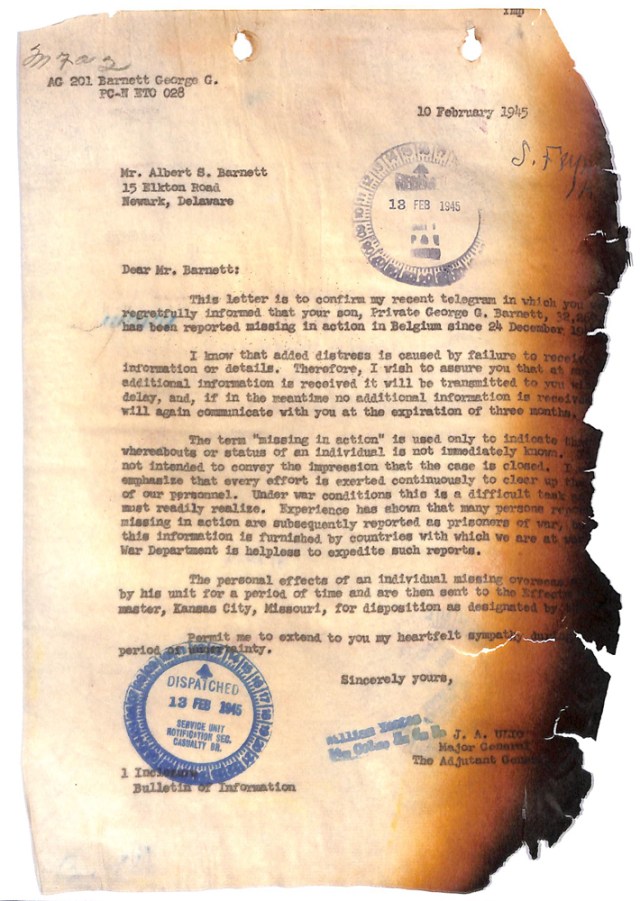 AG 201 Barnett George G.
PC-N ETO 028
10 February 1945
Mr. Albert S. Barnett
15 Elkton Road
Newark, Delaware
13 FEB 1945
Dear Mr. Barnett:
This letter is to confirm my recent telegram in which you
regretfully informed that your son, Private George G. Barnett, 32,
has been reported missing in action in Belgium since 24 December
I know that added distress is caused by failure to
information or details. Therefore, I wish to assure you that at
additional information is received it will be transmitted to you
delay, and, if in the meantime no additional information is
will again communicate with you at the expiration of three months.
The term "missing in action" is used only to indicate
whereabouts or status of an individual is not immediately known.
not intended to convey the impression that the case is closed. I
emphasize that every effort is exerted continuously to clear up
of our personnel. Under war conditions this is a difficult task
must readily realize. Experience has shown that many persons
missing in action are subsequently reported as prisoners of war,
this information is furnished by countries with which we are at
War Department is helpless to expedite such reports.
The personal effects of an individual missing overseas
by his unit for a period of time and are then sent to the Effects
master, Kansas City, Missouri, for disposition as designated by
Permit me to extend to you my heartfelt sympathy
period of uncertainty.
Sincerely yours,
DISPATCHED
13 FEB 1945
SERVICE UNIT
NOTIFICATION SEC.
CASUALTY BR.
J. A. ULIO
Major General
The Adjutant
1 Inclosure
Bulletin of Information